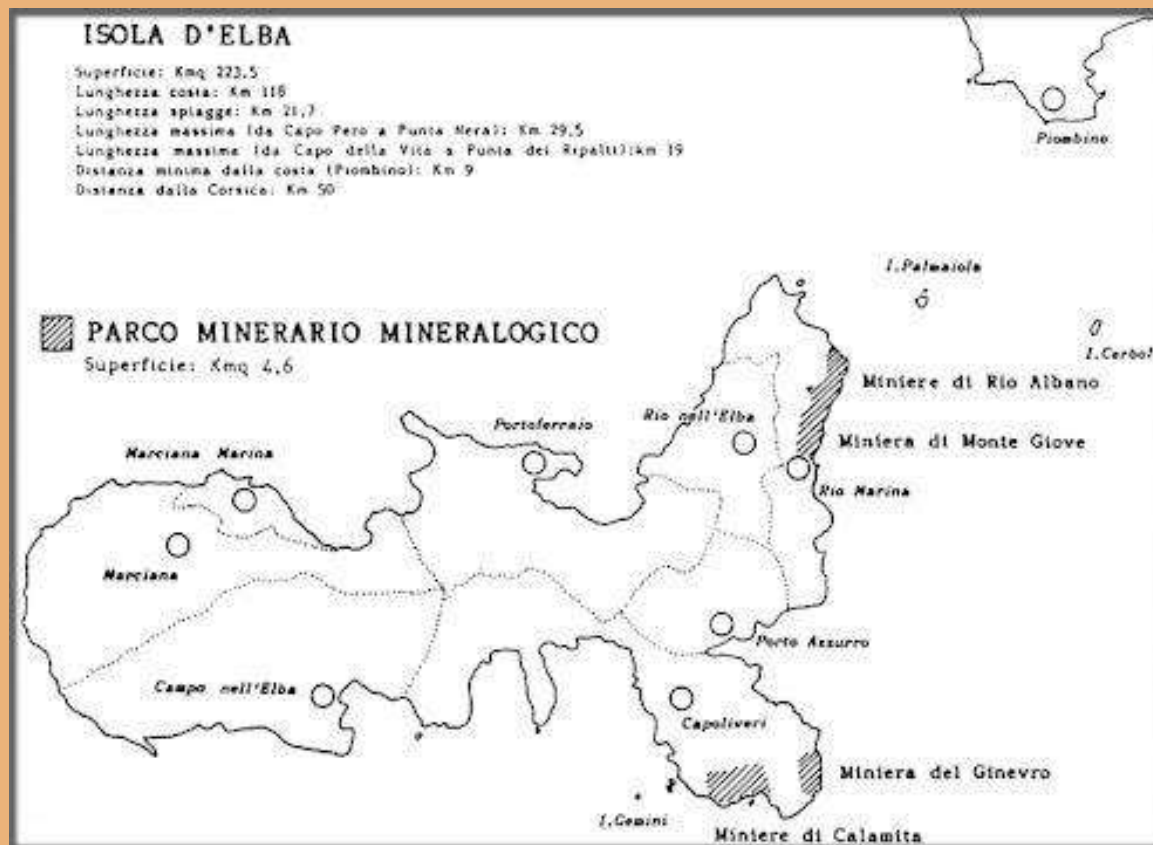 ISOLA D'ELBA
Superficie: Kmq 223,5
Lunghezza costa: Km 118
Lunghezza spiagge: Km 21,7
Lunghezza massima (da Capo Pero a Punta Nera): Km 29,5
Lunghezza massima (da Capo della Vita a Punta dei Ripalti):km 19
Distanza minima dalla costa (Piombino): Km 9
Distanza dalla Corsica: Km 50
Piombino
I.Palmaiola
I.Cerbol
PARCO MINERARIO MINERALOGICO
Superficie: Kmq 4,6
Miniere di Rio Albano
Portoferraio
Rio nell'Elba
Miniera di Monte Giove
Marciana Marina
Rio Marina
Marciana
Porto Azzurro
Campo nell'Elba
Capoliveri
Miniera del Ginevro
I.Gemini
Miniere di Calamita